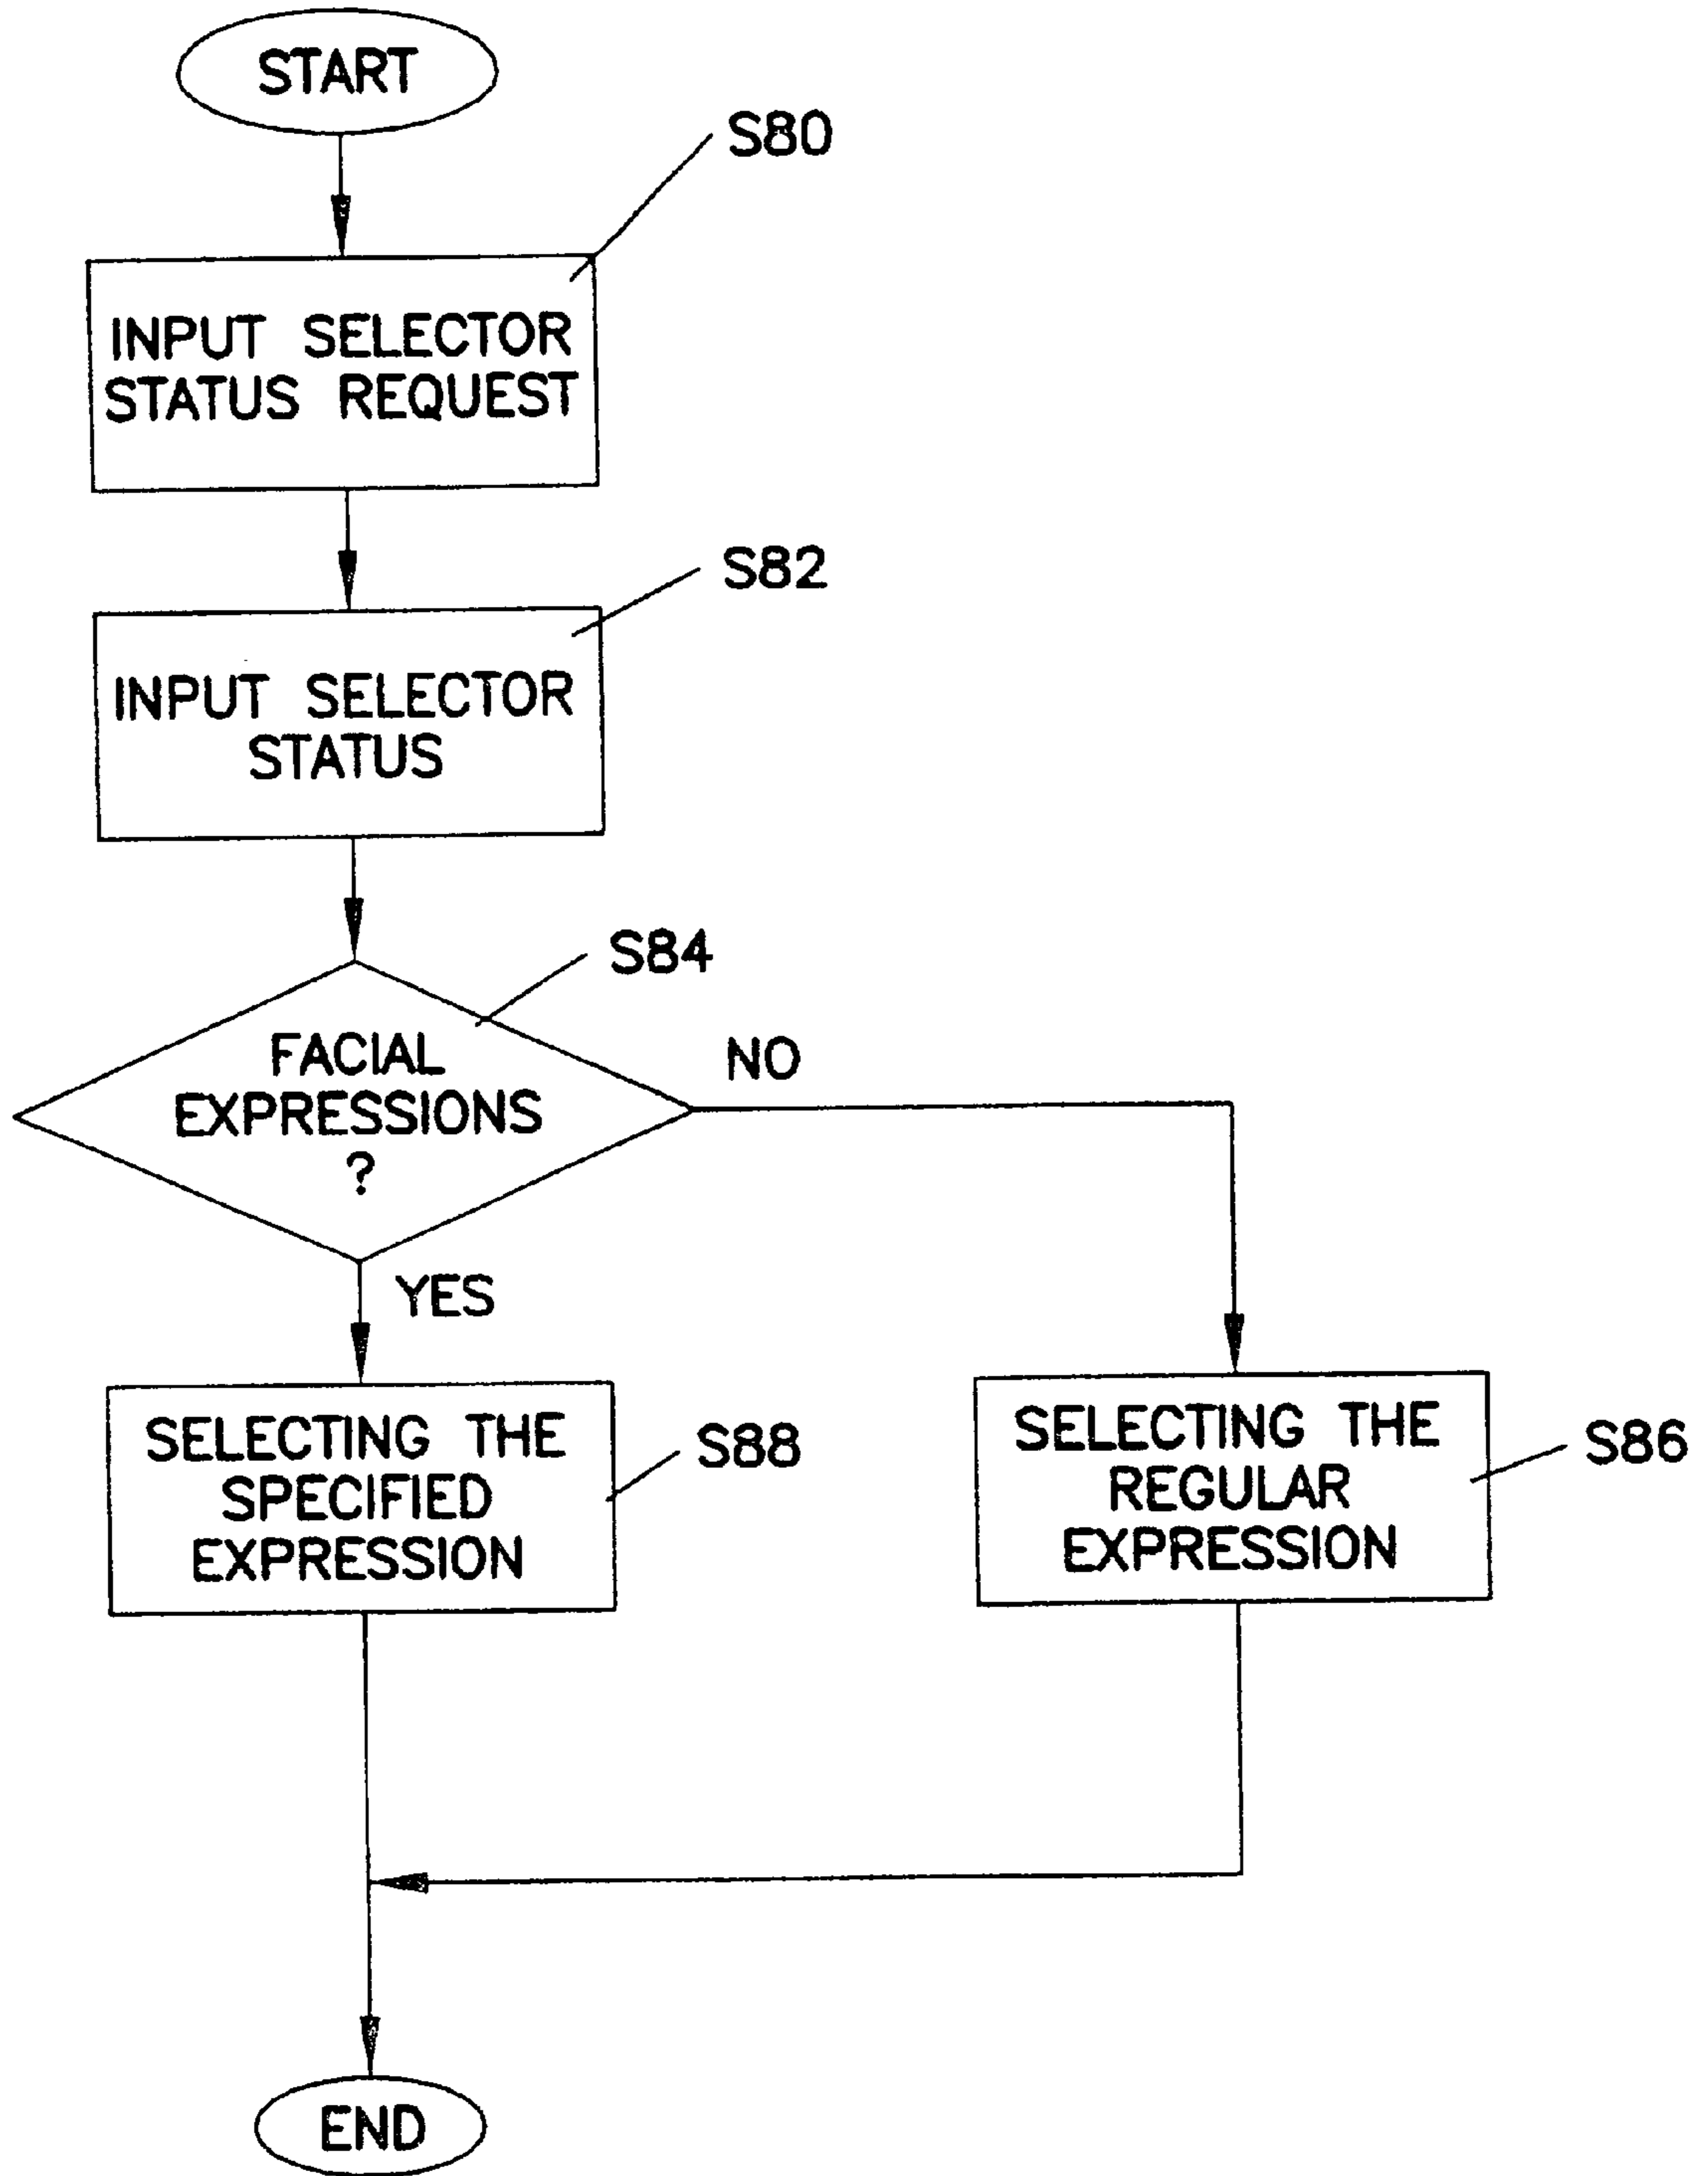 START
S80
INPUT SELECTOR
STATUS REQUEST
S82
INPUT SELECTOR
STATUS
S84
FACIAL
EXPRESSIONS
?
NO
YES
SELECTING THE
SPECIFIED
EXPRESSION
S88
SELECTING THE
REGULAR
EXPRESSION
S86
END